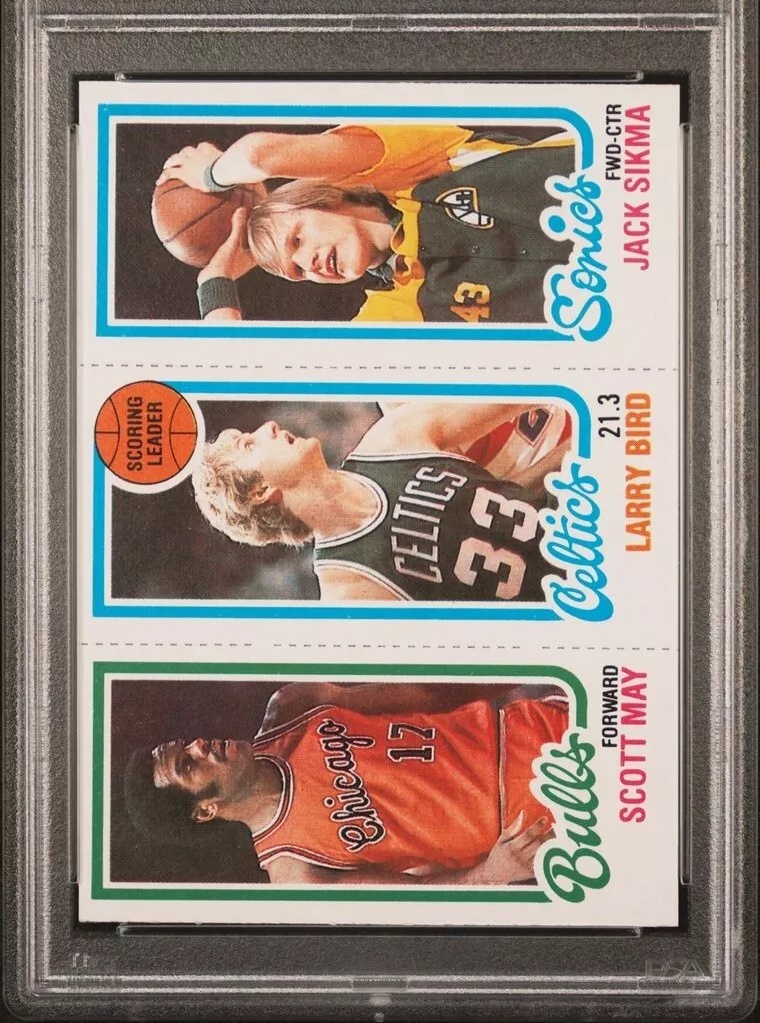 Chicago
17
Bulls
FORWARD
SCOTT MAY
SCORING
LEADER
CELTICS
33
Celtics
21.3
LARRY BIRD
43
Sonics
FWD-CTR
JACK SIKMA
PSA